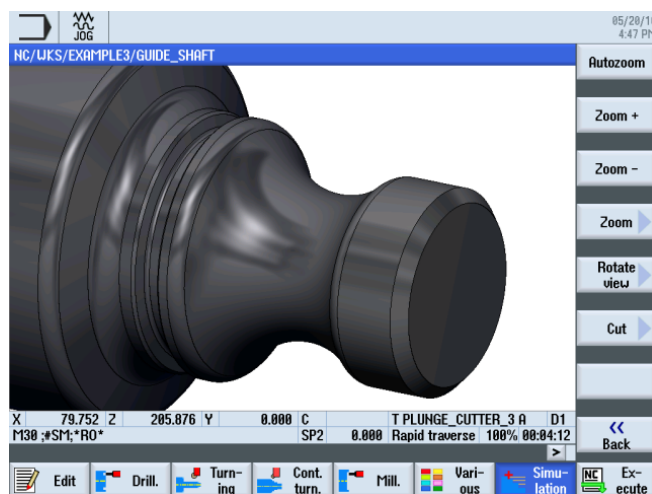 05/20/1
4:47 PM
JOG
NC/WKS/EXAMPLE3/GUIDE_SHAFT
Autozoom
Zoom +
Zoom -
Zoom
Rotate
view
Cut
<<
Back
X 79.752 Z 205.876 Y 0.000 C T PLUNGE_CUTTER_3 A D1
M30 ;#SM;*RO* SP2 0.000 Rapid traverse 100% 00:04:12
>
Edit
Drill.
Turn-
ing
Cont.
turn.
Mill.
Vari-
ous
Simu-
lation
NC
Ex-
ecute